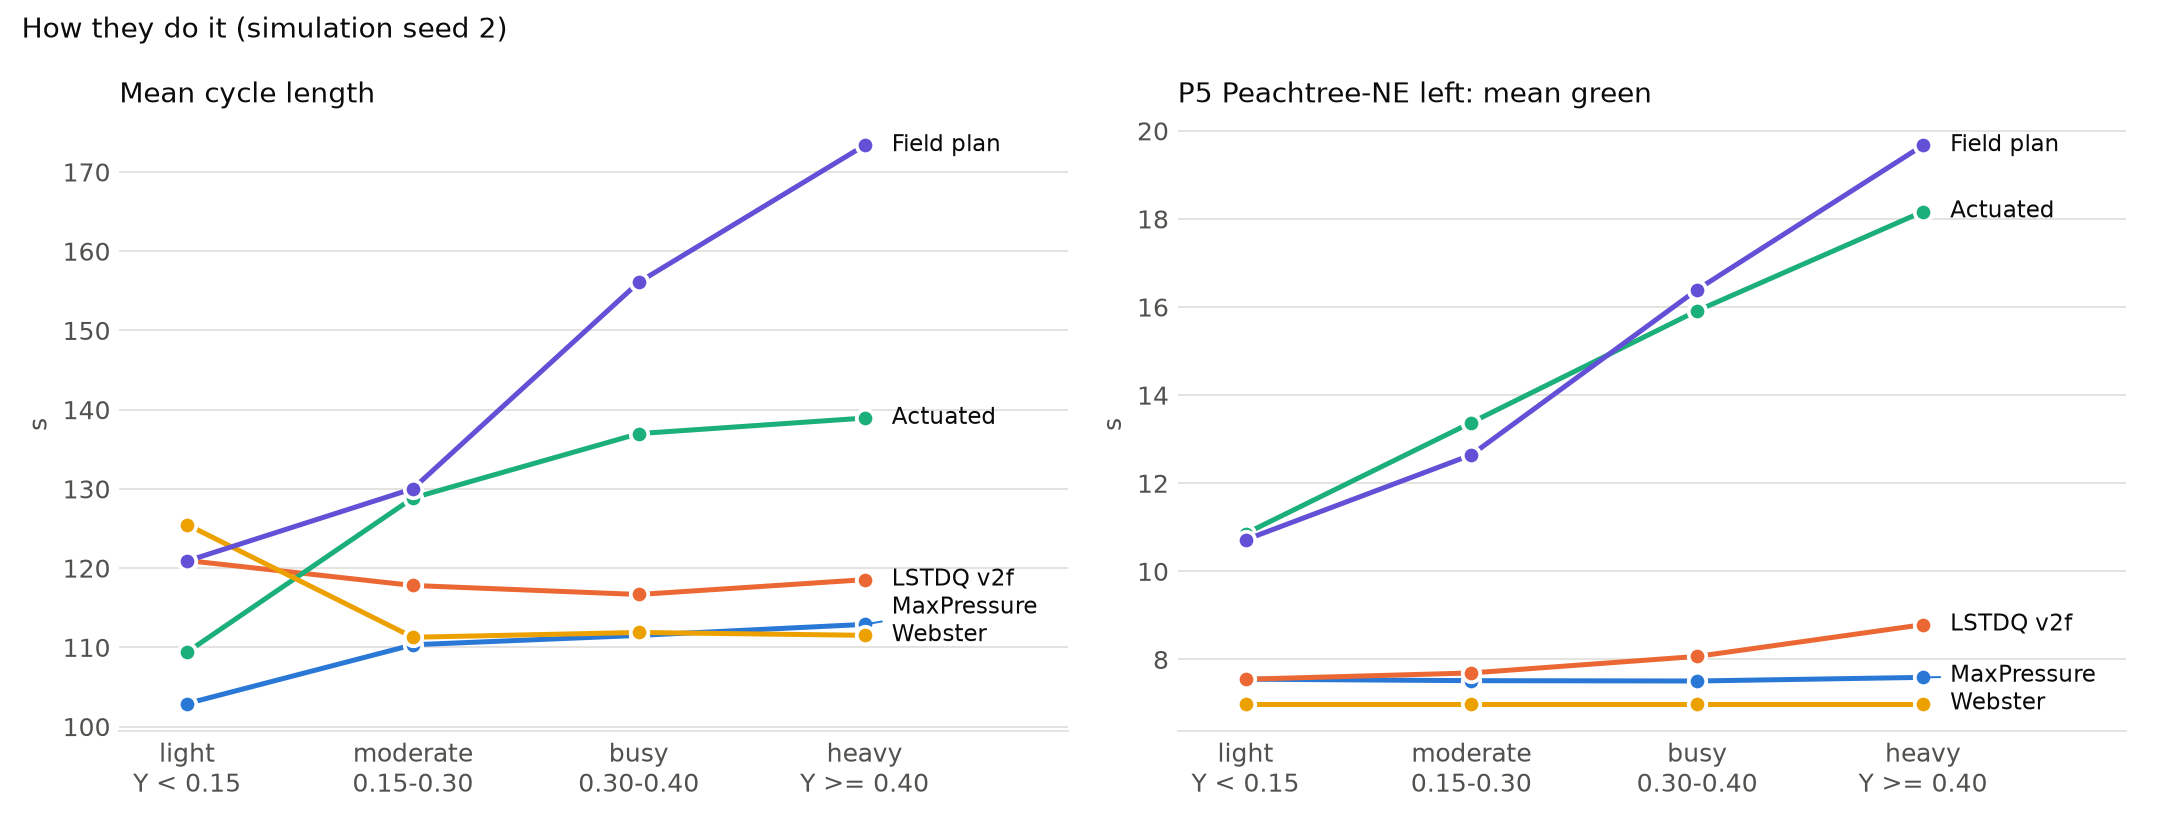 How they do it (simulation seed 2)
Mean cycle length
170
160
150
140
130
120
110
100
s
Field plan
Actuated
LSTDQ v2f
MaxPressure
Webster
light
Y < 0.15
moderate
0.15-0.30
busy
0.30-0.40
heavy
Y >= 0.40
P5 Peachtree-NE left: mean green
20
18
16
14
12
10
8
s
Field plan
Actuated
LSTDQ v2f
MaxPressure
Webster
light
Y < 0.15
moderate
0.15-0.30
busy
0.30-0.40
heavy
Y >= 0.40